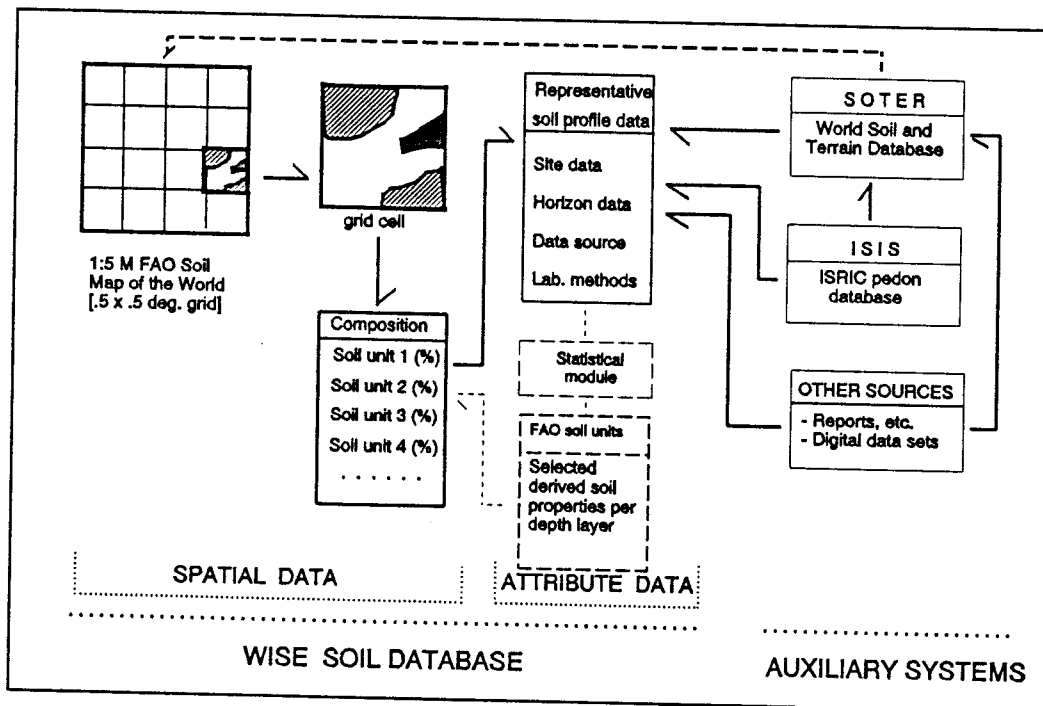 1:5 M FAO Soil
Map of the World
[.5 x .5 deg. grid]
grid cell
Composition
Soil unit 1 (%)
Soil unit 2 (%)
Soil unit 3 (%)
Soil unit 4 (%)
. . . . . .
Representative
soil profile data
Site data
Horizon data
Data source
Lab. methods
Statistical
module
FAO soil units
Selected
derived soil
properties per
depth layer
SOTER
World Soil and
Terrain Database
ISIS
ISRIC pedon
database
OTHER SOURCES
- Reports, etc.
- Digital data sets
SPATIAL DATA
ATTRIBUTE DATA
WISE SOIL DATABASE
AUXILIARY SYSTEMS